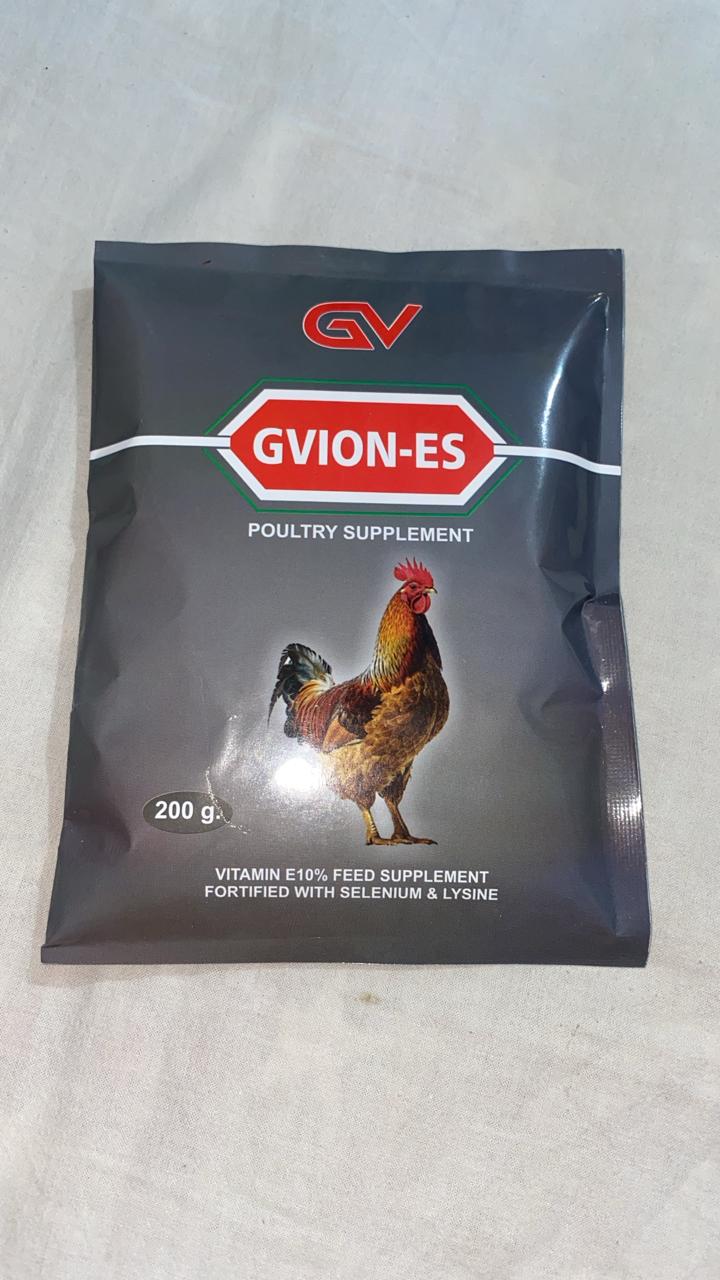 GV
GVION-ES
POULTRY SUPPLEMENT
200 g.
VITAMIN E10% FEED SUPPLEMENT
FORTIFIED WITH SELENIUM & LYSINE